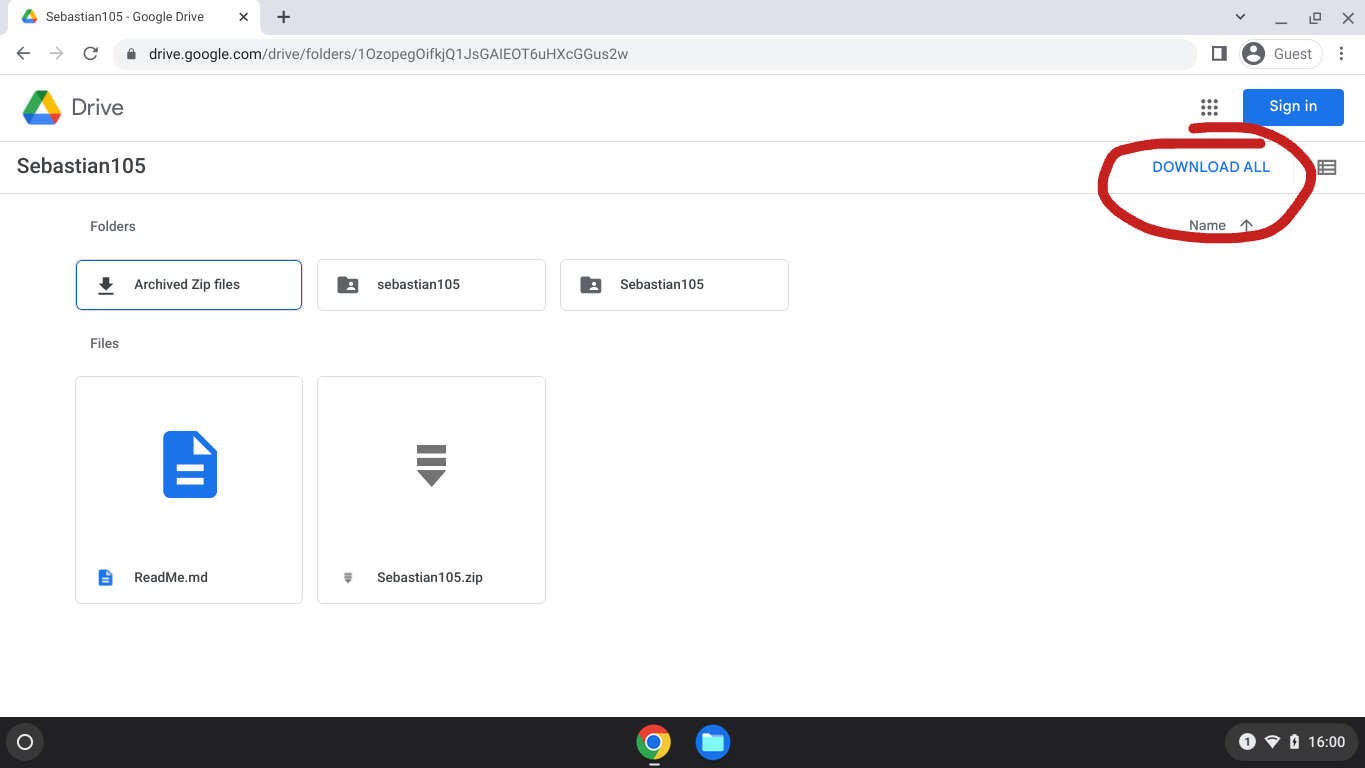 Sebastian105 - Google Drive
drive.google.com/drive/folders/1OzopegOifkjQ1JsGAIEOT6uHXcGGus2w
Guest
Drive
Sign in
Sebastian105
DOWNLOAD ALL
Folders
Name
Archived Zip files
sebastian105
Sebastian105
Files
ReadMe.md
Sebastian105.zip
1
16:00